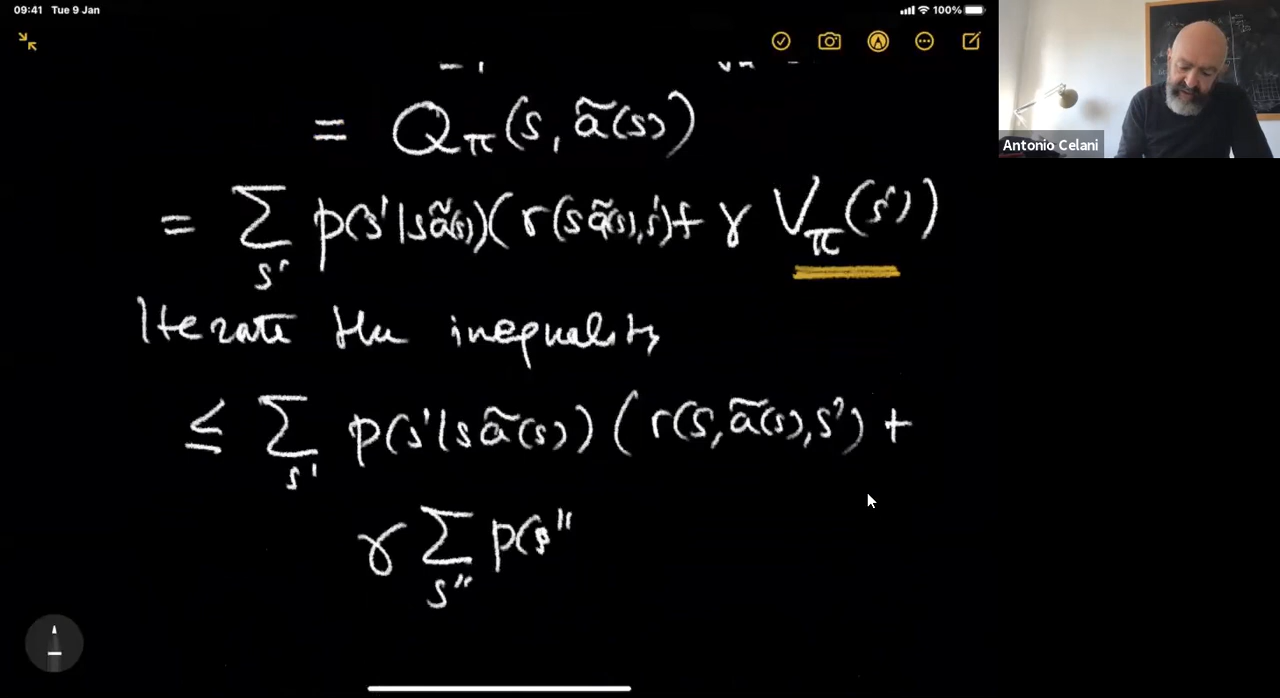 09:41 Tue 9 Jan 100%
Antonio Celani
= Qπ(s, ã(s))
= Σ p(s'|s ã(s))(r(s ã(s),s')+ γ Vπ(s'))
s'
Iterate the inequality
≤ Σ p(s'|s ã(s))(r(s,ã(s),s') +
s'
γ Σ p(s''
s''